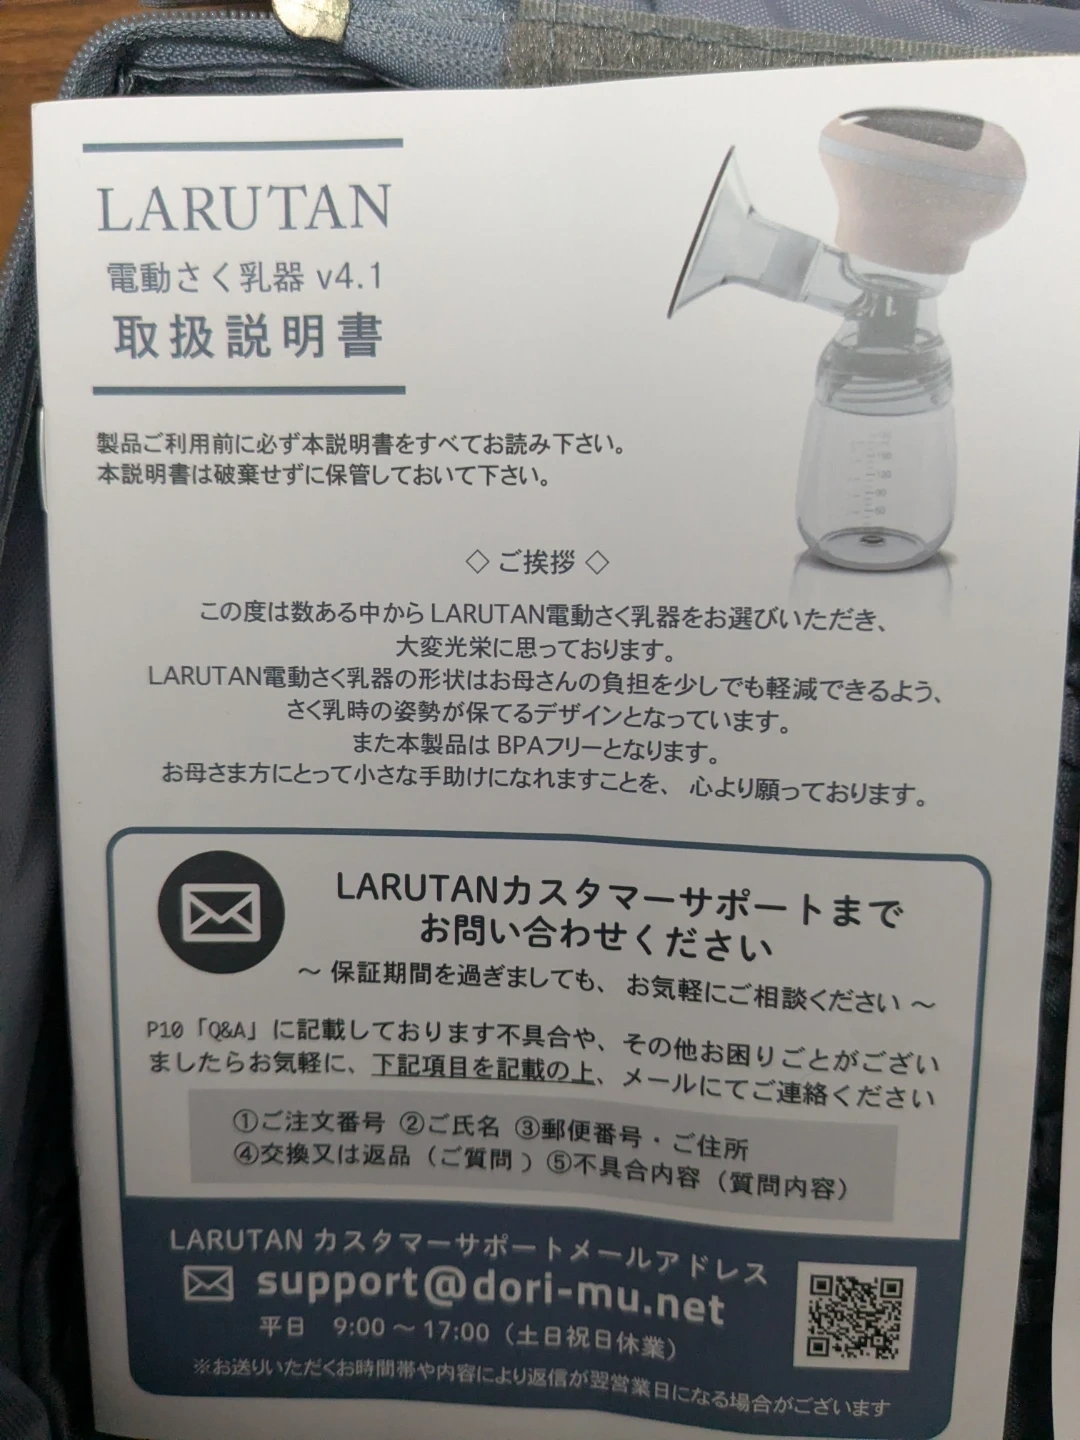 LARUTAN
電動さく乳器 v4.1
取扱説明書
製品ご利用前に必ず本説明書をすべてお読み下さい。
本説明書は破棄せずに保管しておいて下さい。
◇ ご挨拶 ◇
この度は数ある中から LARUTAN電動さく乳器をお選びいただき、
大変光栄に思っております。
LARUTAN電動さく乳器の形状はお母さんの負担を少しでも軽減できるよう、
さく乳時の姿勢が保てるデザインとなっています。
また本製品は BPAフリーとなります。
お母さま方にとって小さな手助けになれますことを、 心より願っております。
LARUTANカスタマーサポートまで
お問い合わせください
〜 保証期間を過ぎましても、 お気軽にご相談ください 〜
P10「Q&A」に記載しております不具合や、その他お困りごとがござい
ましたらお気軽に、下記項目を記載の上、メールにてご連絡ください
①ご注文番号 ②ご氏名 ③郵便番号・ご住所
④交換又は返品（ご質問）⑤不具合内容（質問内容）
LARUTAN カスタマーサポートメールアドレス
support@dori-mu.net
平日 9:00〜17:00（土日祝日休業）
※お送りいただくお時間帯や内容により返信が翌営業日になる場合がございます